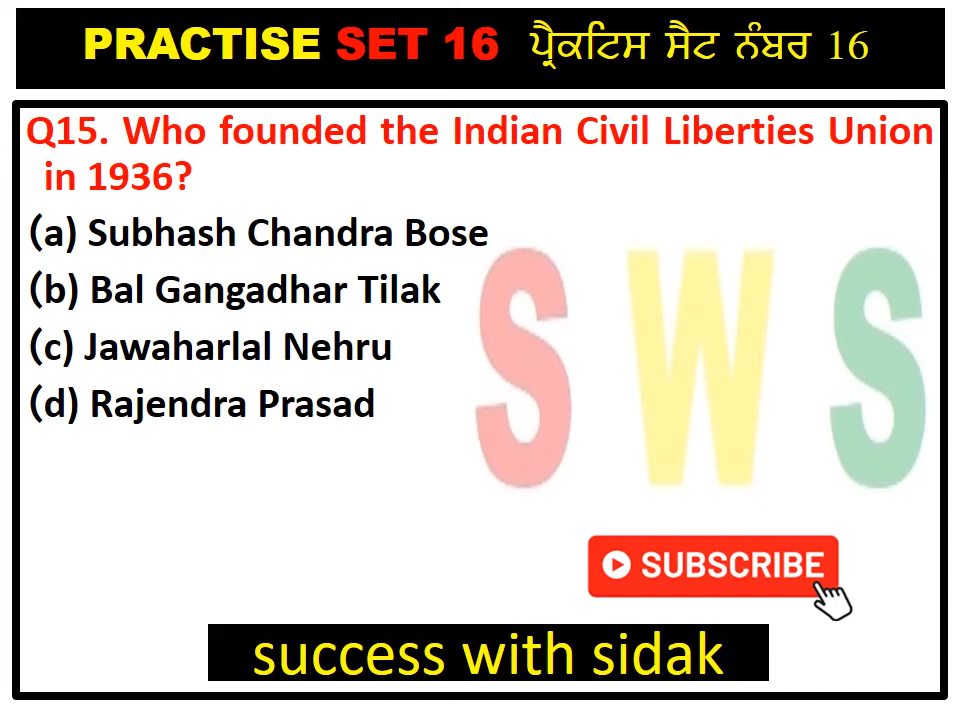 PRACTISE SET 16 ਪ੍ਰੈਕਟਿਸ ਸੈਟ ਨੰਬਰ 16
Q15. Who founded the Indian Civil Liberties Union
in 1936?
(a) Subhash Chandra Bose
(b) Bal Gangadhar Tilak
(c) Jawaharlal Nehru
(d) Rajendra Prasad
SWS
SUBSCRIBE
success with sidak